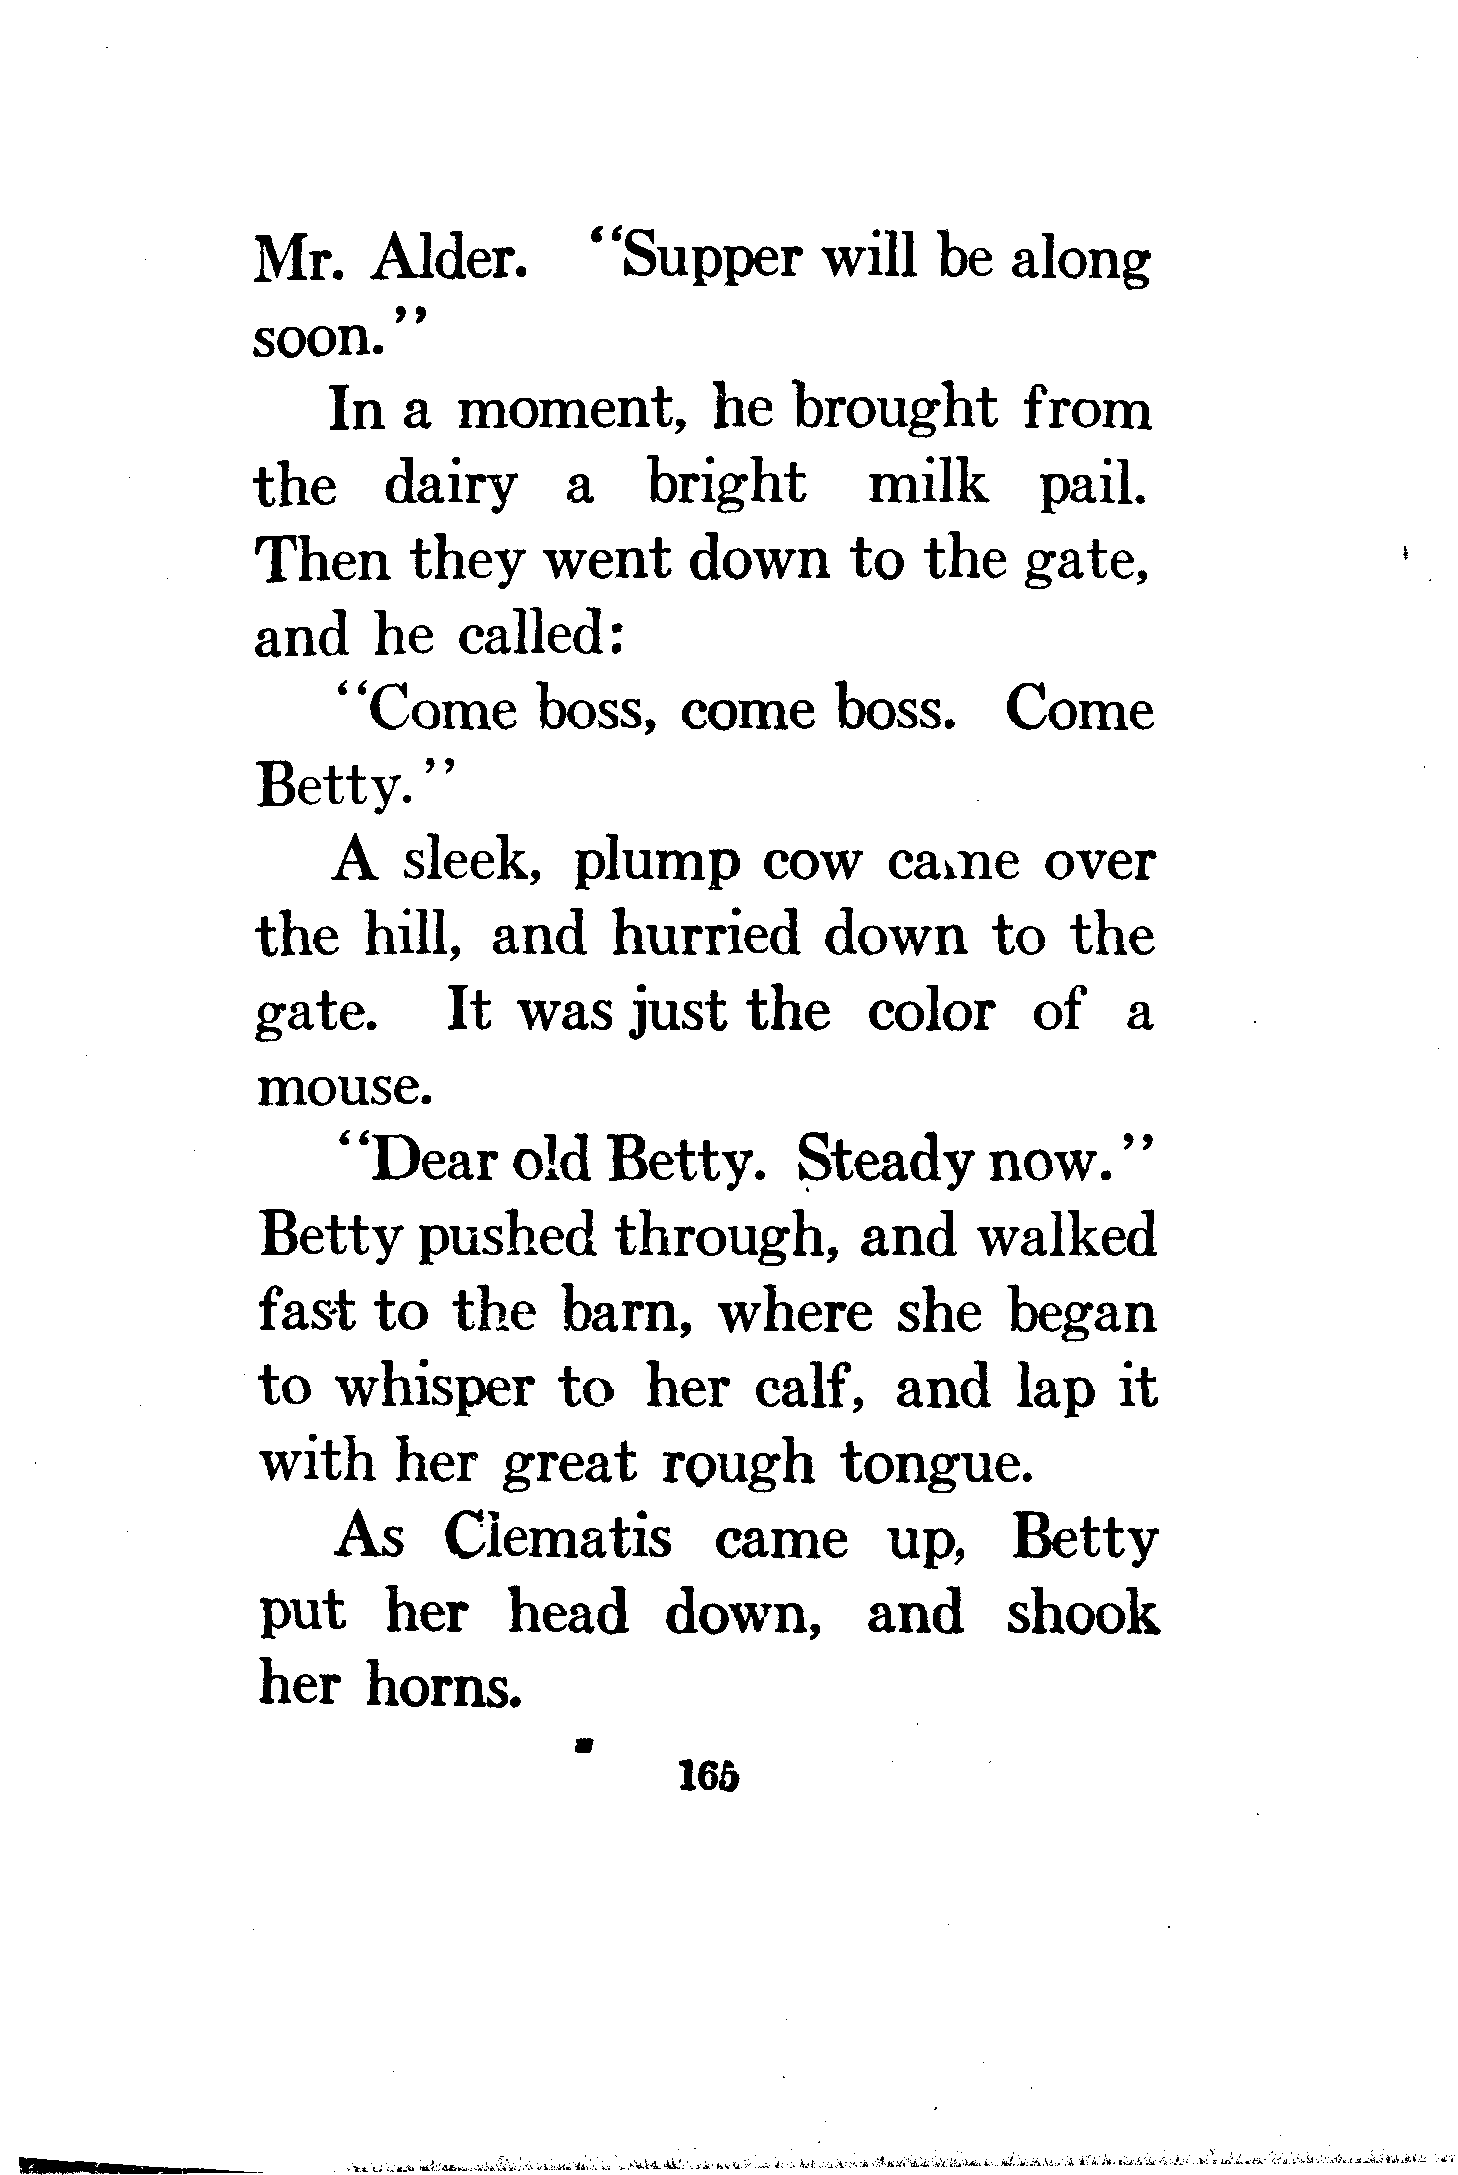 Mr. Alder. "Supper will be along
soon."
In a moment, he brought from
the dairy a bright milk pail.
Then they went down to the gate,
and he called:
"Come boss, come boss. Come
Betty."
A sleek, plump cow came over
the hill, and hurried down to the
gate. It was just the color of a
mouse.
"Dear old Betty. Steady now."
Betty pushed through, and walked
fast to the barn, where she began
to whisper to her calf, and lap it
with her great rough tongue.
As Clematis came up, Betty
put her head down, and shook
her horns.
165